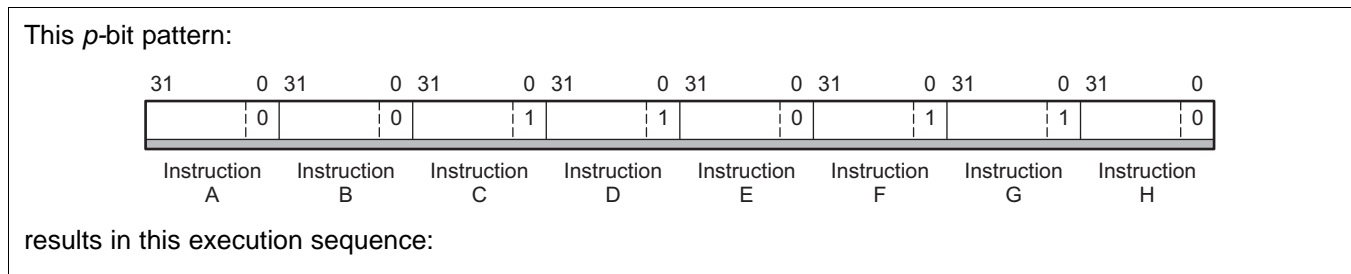 This p-bit pattern:
31 0 31 0 31 0 31 0 31 0 31 0 31 0 31 0
0 0 1 1 0 1 1 0
Instruction Instruction Instruction Instruction Instruction Instruction Instruction Instruction
A B C D E F G H
results in this execution sequence: